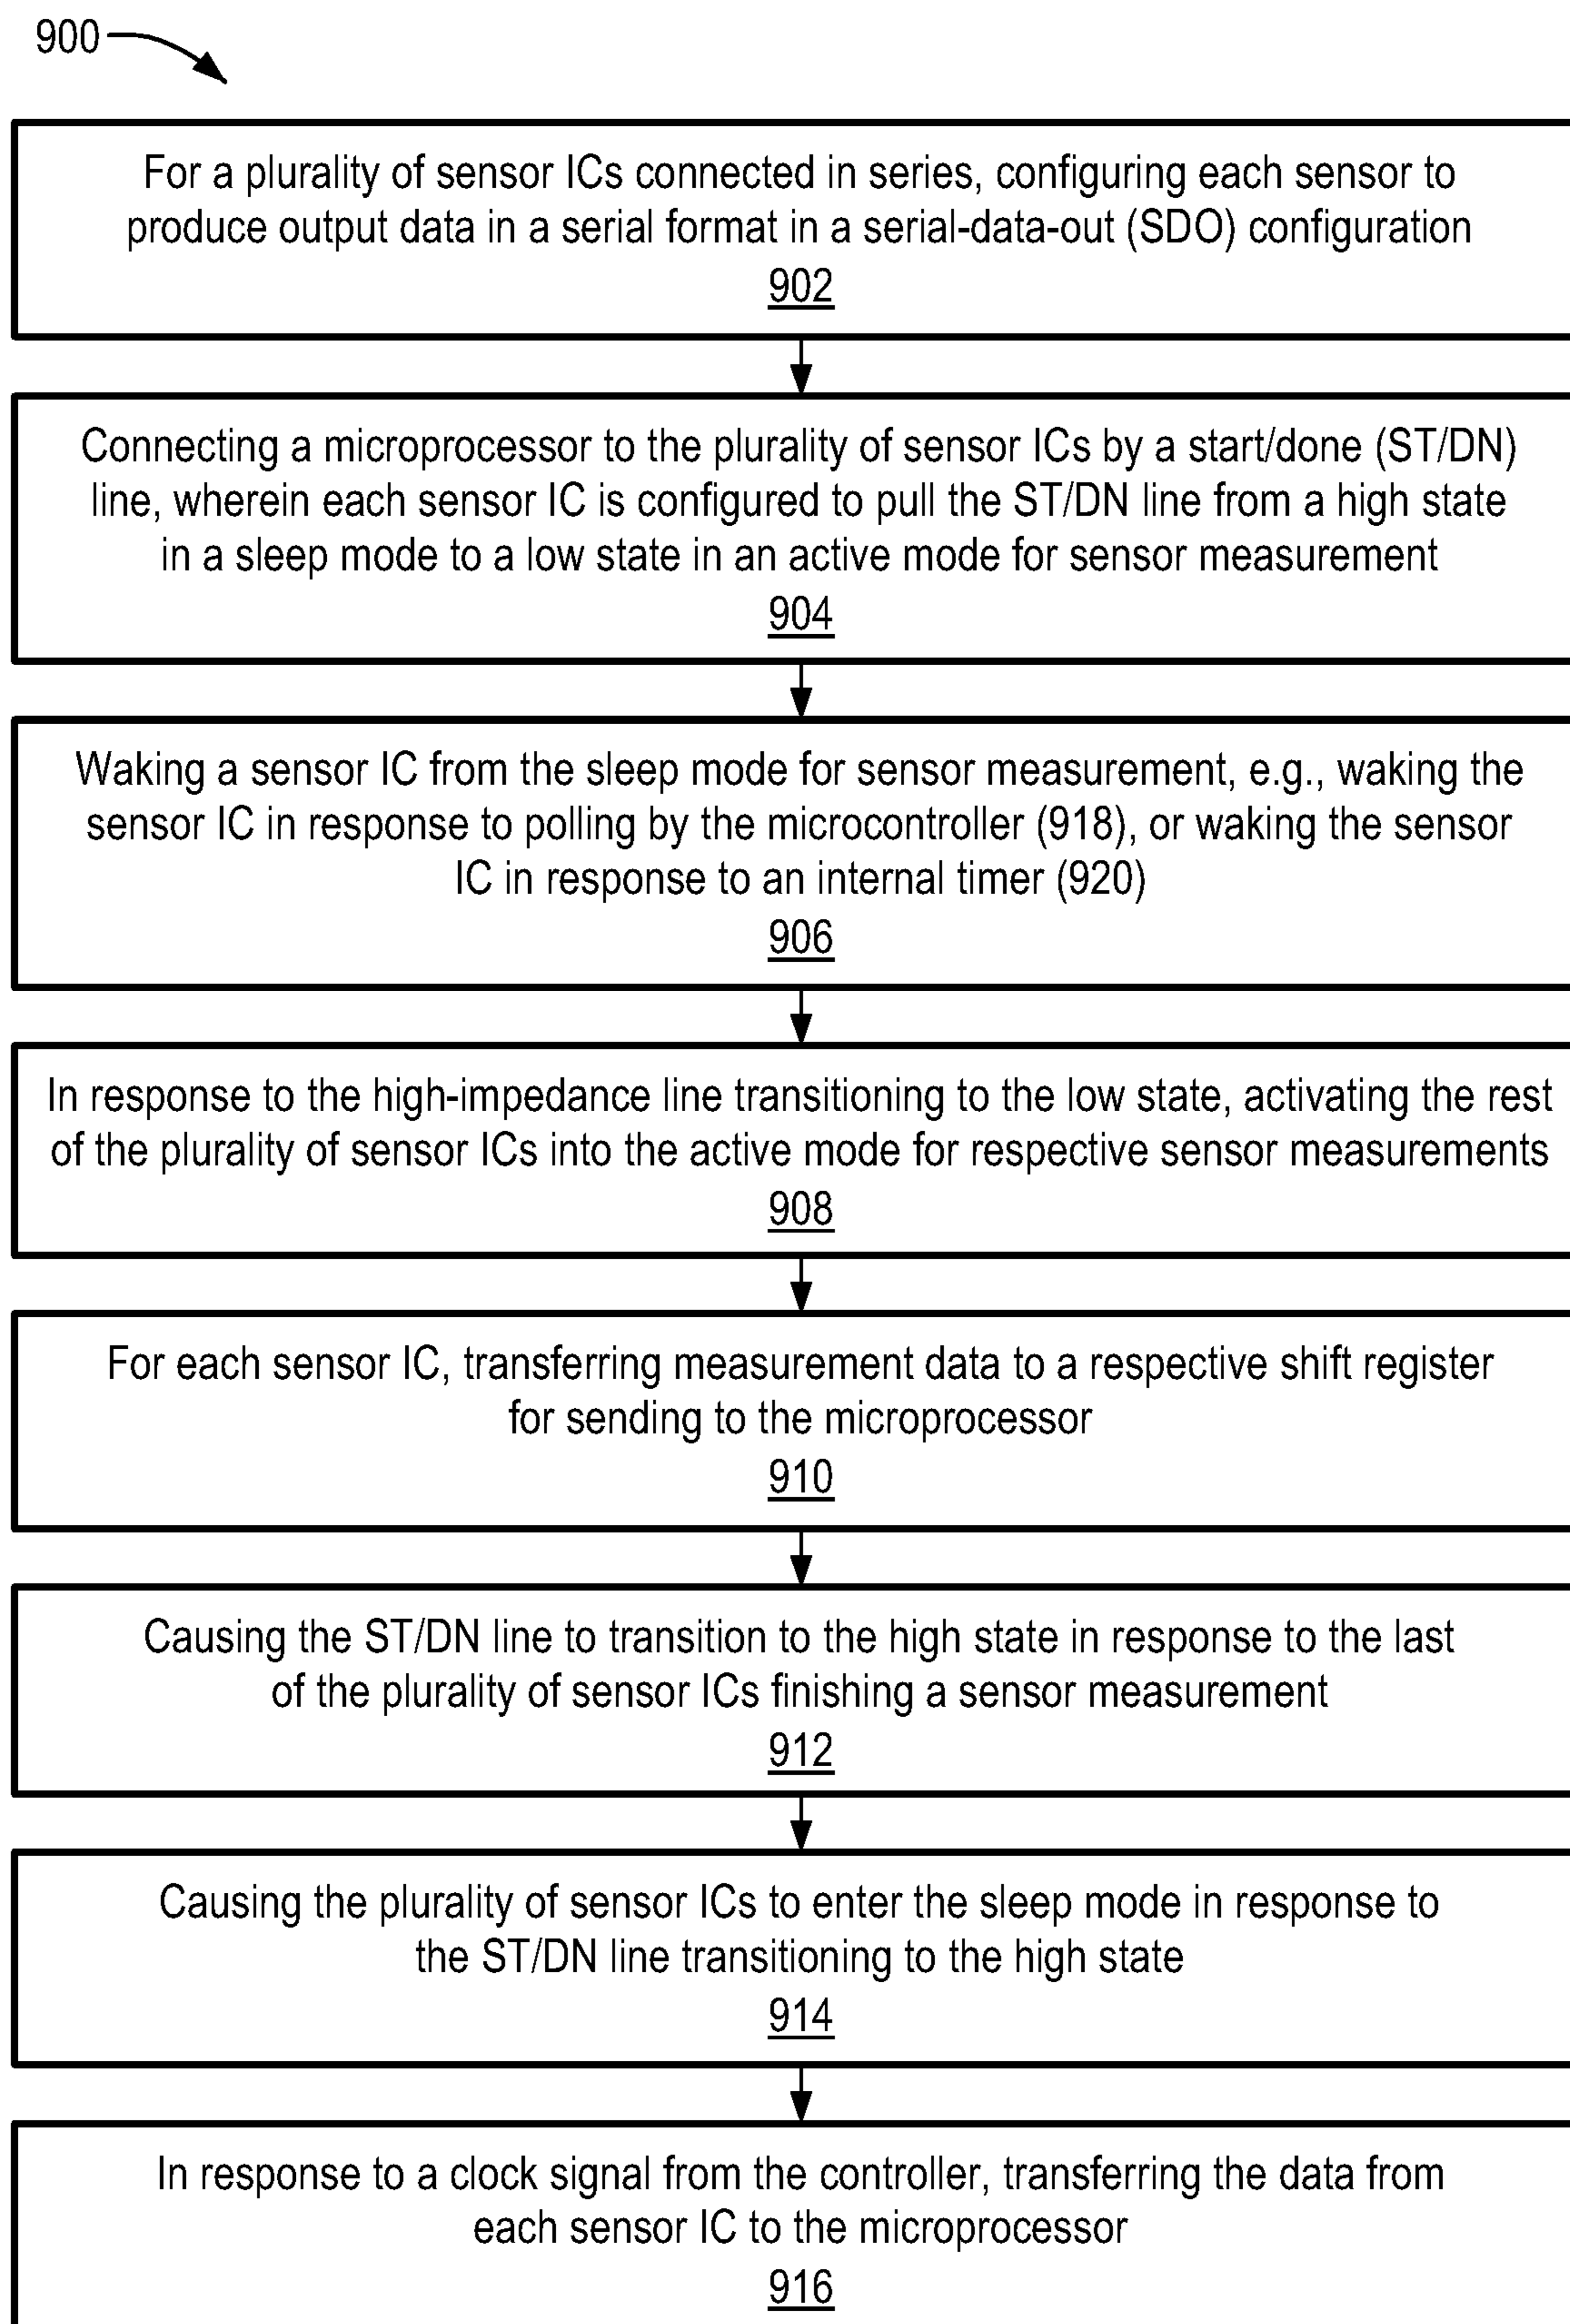 900
For a plurality of sensor ICs connected in series, configuring each sensor to
produce output data in a serial format in a serial-data-out (SDO) configuration
902
Connecting a microprocessor to the plurality of sensor ICs by a start/done (ST/DN)
line, wherein each sensor IC is configured to pull the ST/DN line from a high state
in a sleep mode to a low state in an active mode for sensor measurement
904
Waking a sensor IC from the sleep mode for sensor measurement, e.g., waking the
sensor IC in response to polling by the microcontroller (918), or waking the sensor
IC in response to an internal timer (920)
906
In response to the high-impedance line transitioning to the low state, activating the rest
of the plurality of sensor ICs into the active mode for respective sensor measurements
908
For each sensor IC, transferring measurement data to a respective shift register
for sending to the microprocessor
910
Causing the ST/DN line to transition to the high state in response to the last
of the plurality of sensor ICs finishing a sensor measurement
912
Causing the plurality of sensor ICs to enter the sleep mode in response to
the ST/DN line transitioning to the high state
914
In response to a clock signal from the controller, transferring the data from
each sensor IC to the microprocessor
916